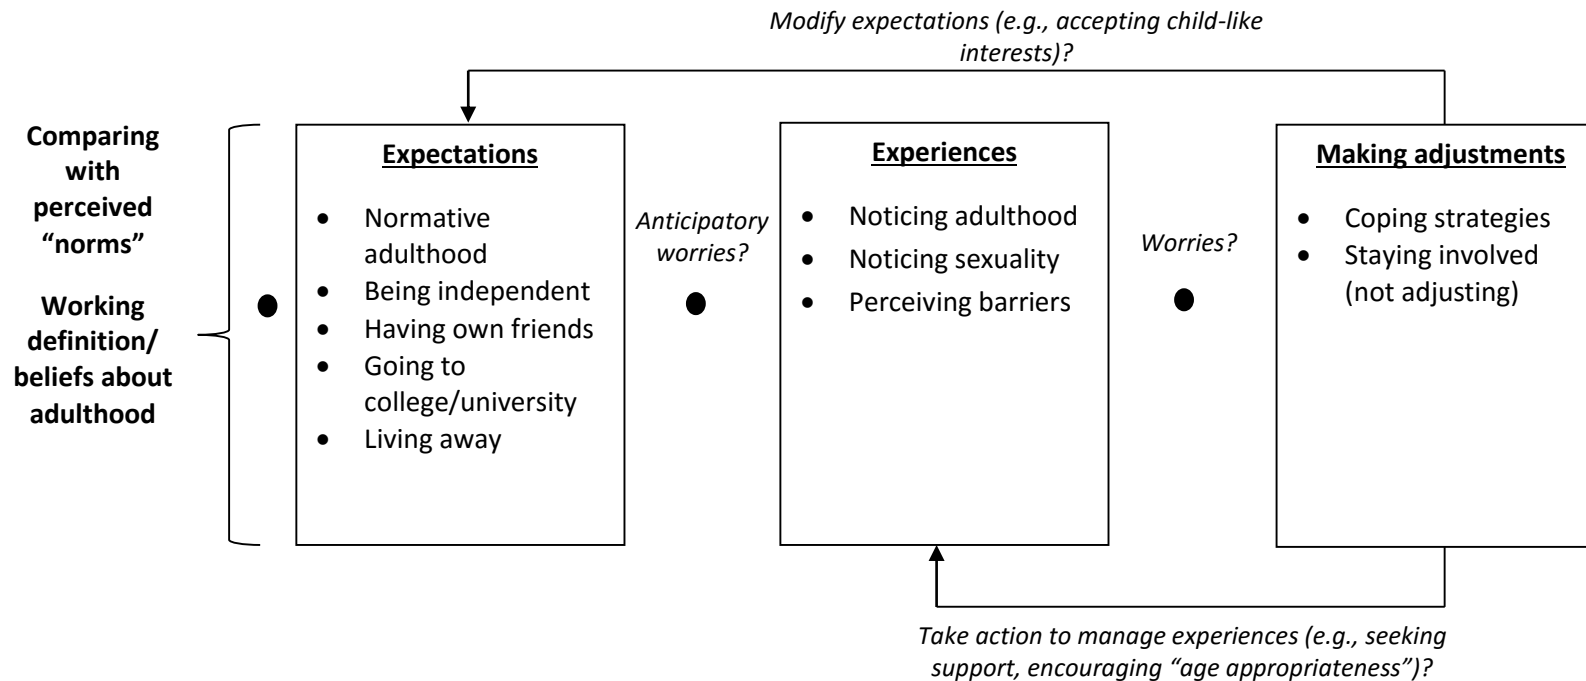 Modify expectations (e.g., accepting child-like
interests)?
Comparing
with
perceived
“norms”
Working
definition/
beliefs about
adulthood
Expectations
• Normative
adulthood
• Being independent
• Having own friends
• Going to
college/university
• Living away
Anticipatory
worries?
Experiences
• Noticing adulthood
• Noticing sexuality
• Perceiving barriers
Worries?
Making adjustments
• Coping strategies
• Staying involved
(not adjusting)
Take action to manage experiences (e.g., seeking
support, encouraging “age appropriateness”)?